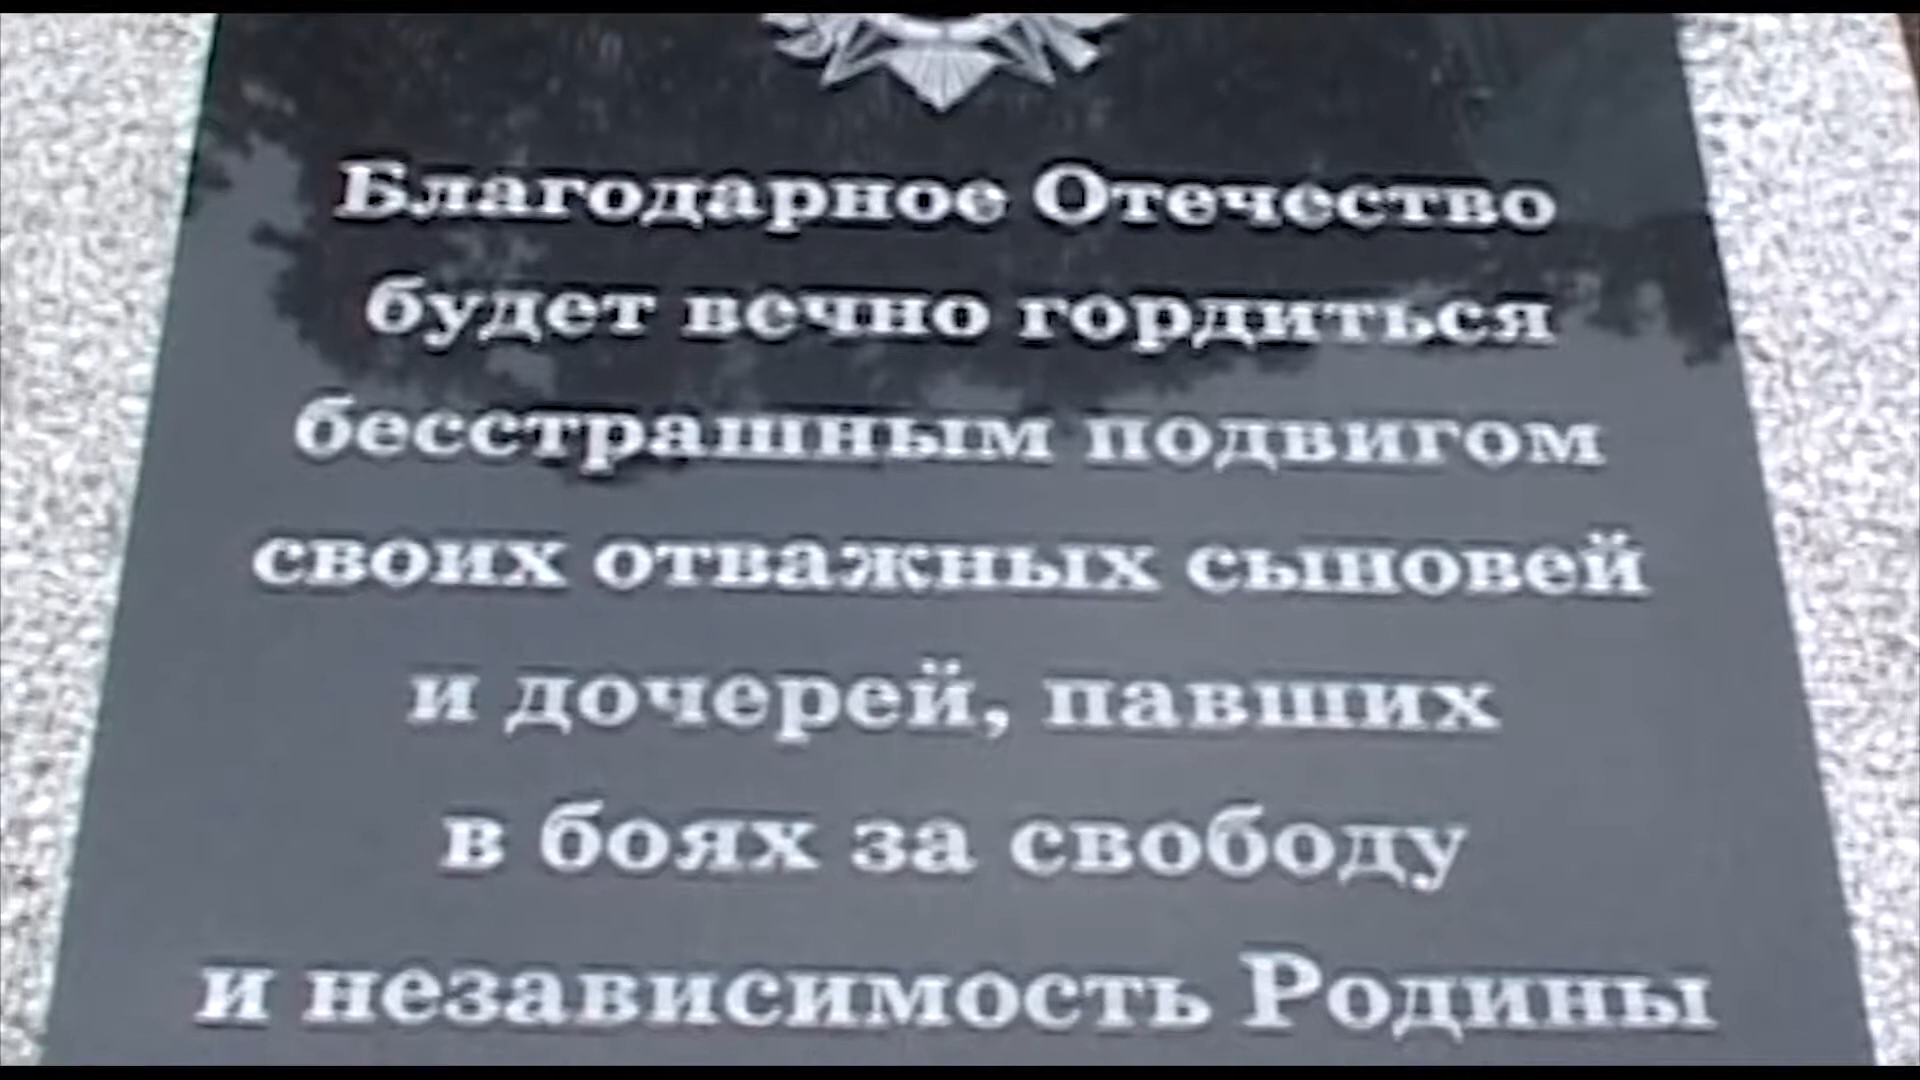 Благодарное Отечество
будет вечно гордиться
бесстрашным подвигом
своих отважных сыновей
и дочерей, павших
в боях за свободу
и независимость Родины